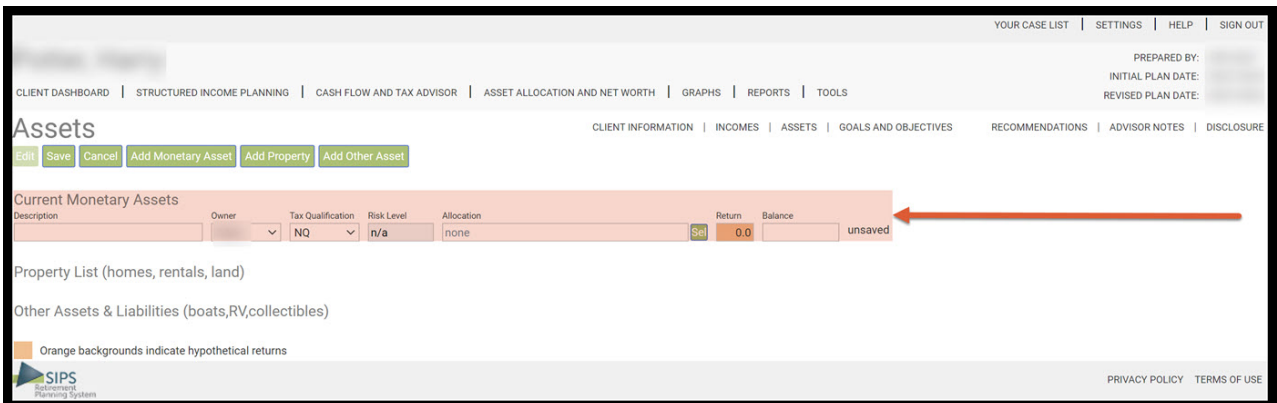 YOUR CASE LIST | SETTINGS | HELP | SIGN OUT
PREPARED BY:
INITIAL PLAN DATE:
REVISED PLAN DATE:
CLIENT DASHBOARD | STRUCTURED INCOME PLANNING | CASH FLOW AND TAX ADVISOR | ASSET ALLOCATION AND NET WORTH | GRAPHS | REPORTS | TOOLS
Assets
CLIENT INFORMATION | INCOMES | ASSETS | GOALS AND OBJECTIVES RECOMMENDATIONS | ADVISOR NOTES | DISCLOSURE
Edit Save Cancel Add Monetary Asset Add Property Add Other Asset
Current Monetary Assets
Description Owner Tax Qualification Risk Level Allocation Return Balance
NQ n/a none Sel 0.0 unsaved
Property List (homes, rentals, land)
Other Assets & Liabilities (boats,RV,collectibles)
Orange backgrounds indicate hypothetical returns
SIPS
Retirement
Planning System
PRIVACY POLICY TERMS OF USE